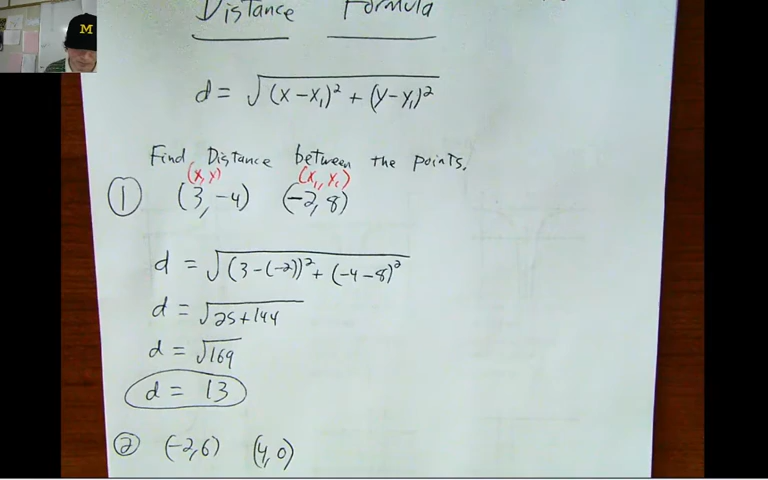 M
Distance Formula
d = √(x-x₁)² + (y-y₁)²
Find Distance between the points.
(x,y) (x₁,y₁)
① (3,-4) (-2,8)
d = √(3-(-2))² + (-4-8)²
d = √25+144
d = √169
d = 13
② (-2,6) (4,0)